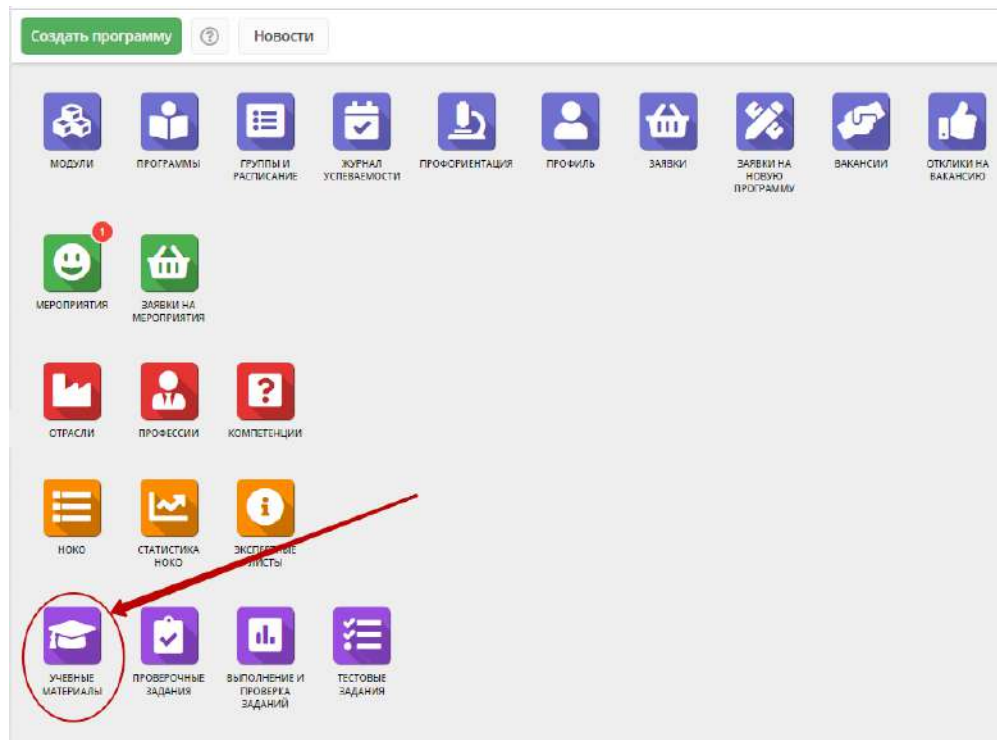 Создать программу
?
Новости
МОДУЛИ
ПРОГРАММЫ
ГРУППЫ И
РАСПИСАНИЕ
ЖУРНАЛ
УСПЕВАЕМОСТИ
ПРОФОРИЕНТАЦИЯ
ПРОФИЛЬ
ЗАЯВКИ
ЗАЯВКИ НА
НОВУЮ
ПРОГРАММУ
ВАКАНСИИ
ОТКЛИКИ НА
ВАКАНСИЮ
1
МЕРОПРИЯТИЯ
ЗАЯВКИ НА
МЕРОПРИЯТИЯ
ОТРАСЛИ
ПРОФЕССИИ
?
КОМПЕТЕНЦИИ
НОКО
СТАТИСТИКА
НОКО
i
ЭКСПЕРТНЫЕ
ЛИСТЫ
УЧЕБНЫЕ
МАТЕРИАЛЫ
ПРОВЕРОЧНЫЕ
ЗАДАНИЯ
ВЫПОЛНЕНИЕ И
ПРОВЕРКА
ЗАДАНИЙ
ТЕСТОВЫЕ
ЗАДАНИЯ